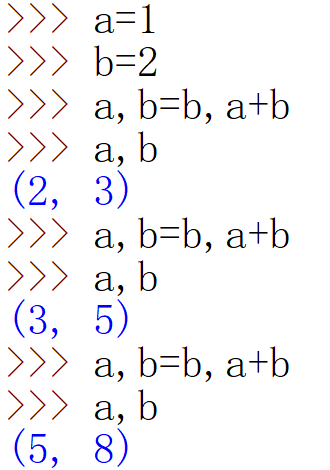 >>> a=1
>>> b=2
>>> a,b=b,a+b
>>> a,b
(2, 3)
>>> a,b=b,a+b
>>> a,b
(3, 5)
>>> a,b=b,a+b
>>> a,b
(5, 8)